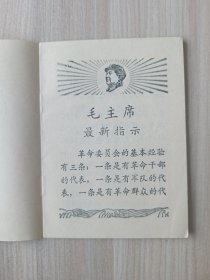 毛主席
最新指示
革命委员会的基本经验
有三条：一条是有革命干部
的代表，一条是有军队的代
表，一条是有革命群众的代